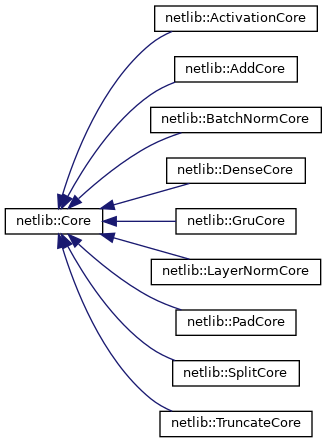 netlib::ActivationCore
netlib::AddCore
netlib::BatchNormCore
netlib::DenseCore
netlib::Core
netlib::GruCore
netlib::LayerNormCore
netlib::PadCore
netlib::SplitCore
netlib::TruncateCore